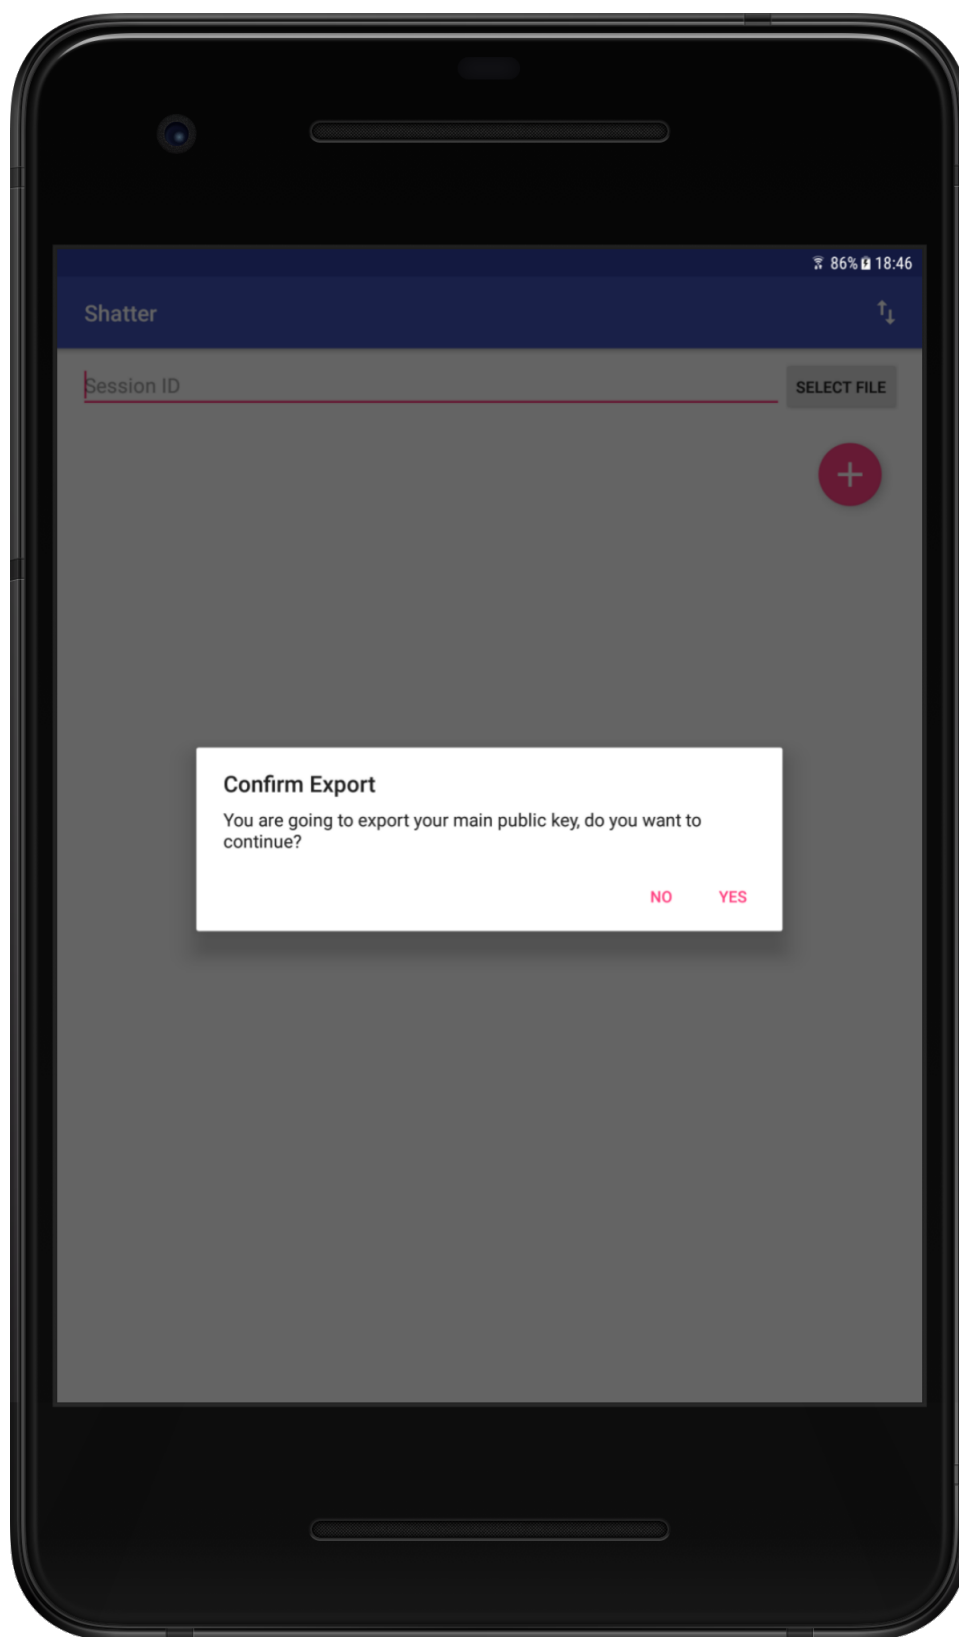 86% 18:46
Shatter
Session ID
SELECT FILE
Confirm Export
You are going to export your main public key, do you want to
continue?
NO YES